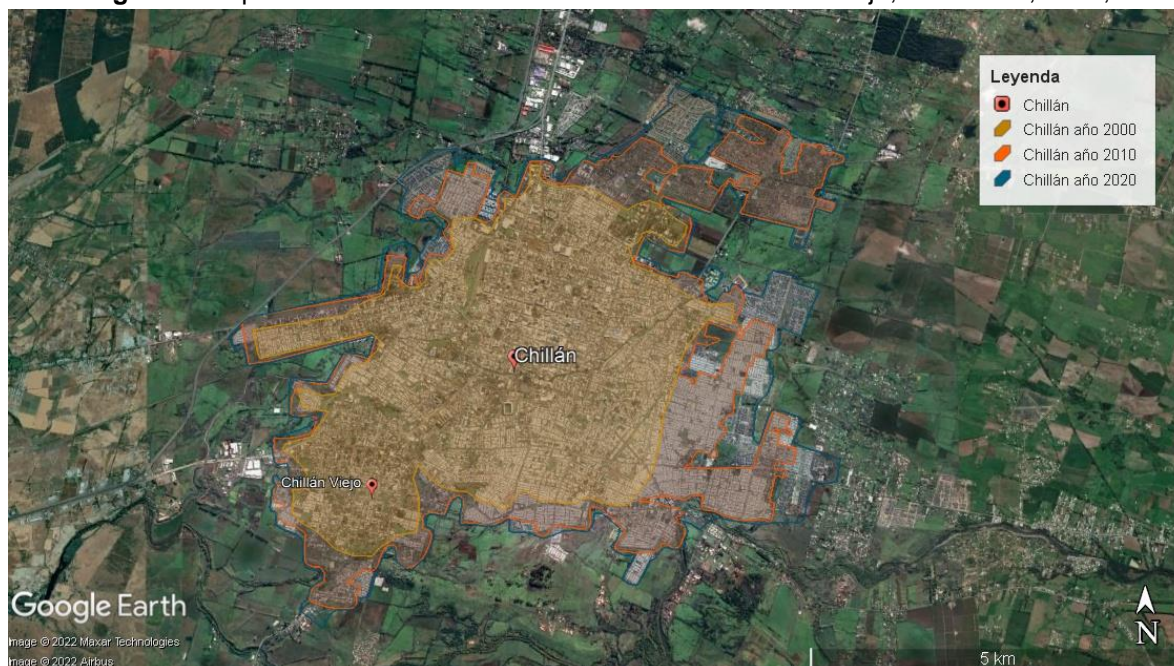 Leyenda
Chillán
Chillán año 2000
Chillán año 2010
Chillán año 2020
Chillán
Chillán Viejo
Google Earth
Image © 2022 Maxar Technologies
Image © 2022 Airbus
N
5 km